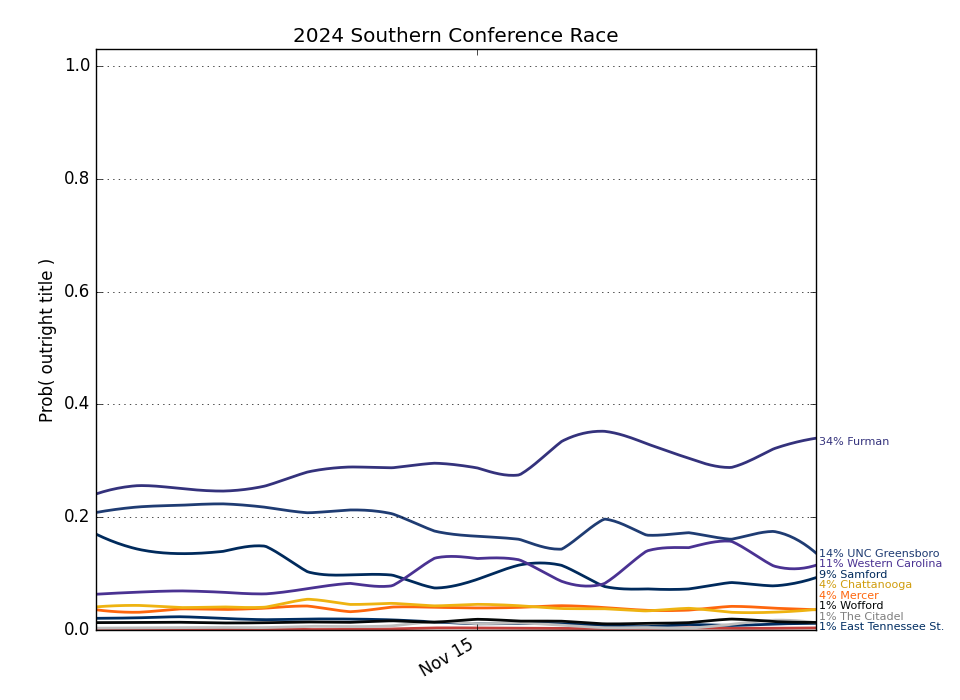 2024 Southern Conference Race
1.0
0.8
0.6
0.4
0.2
0.0
Prob( outright title )
Nov 15
34% Furman
14% UNC Greensboro
11% Western Carolina
9% Samford
4% Chattanooga
4% Mercer
1% Wofford
1% The Citadel
1% East Tennessee St.